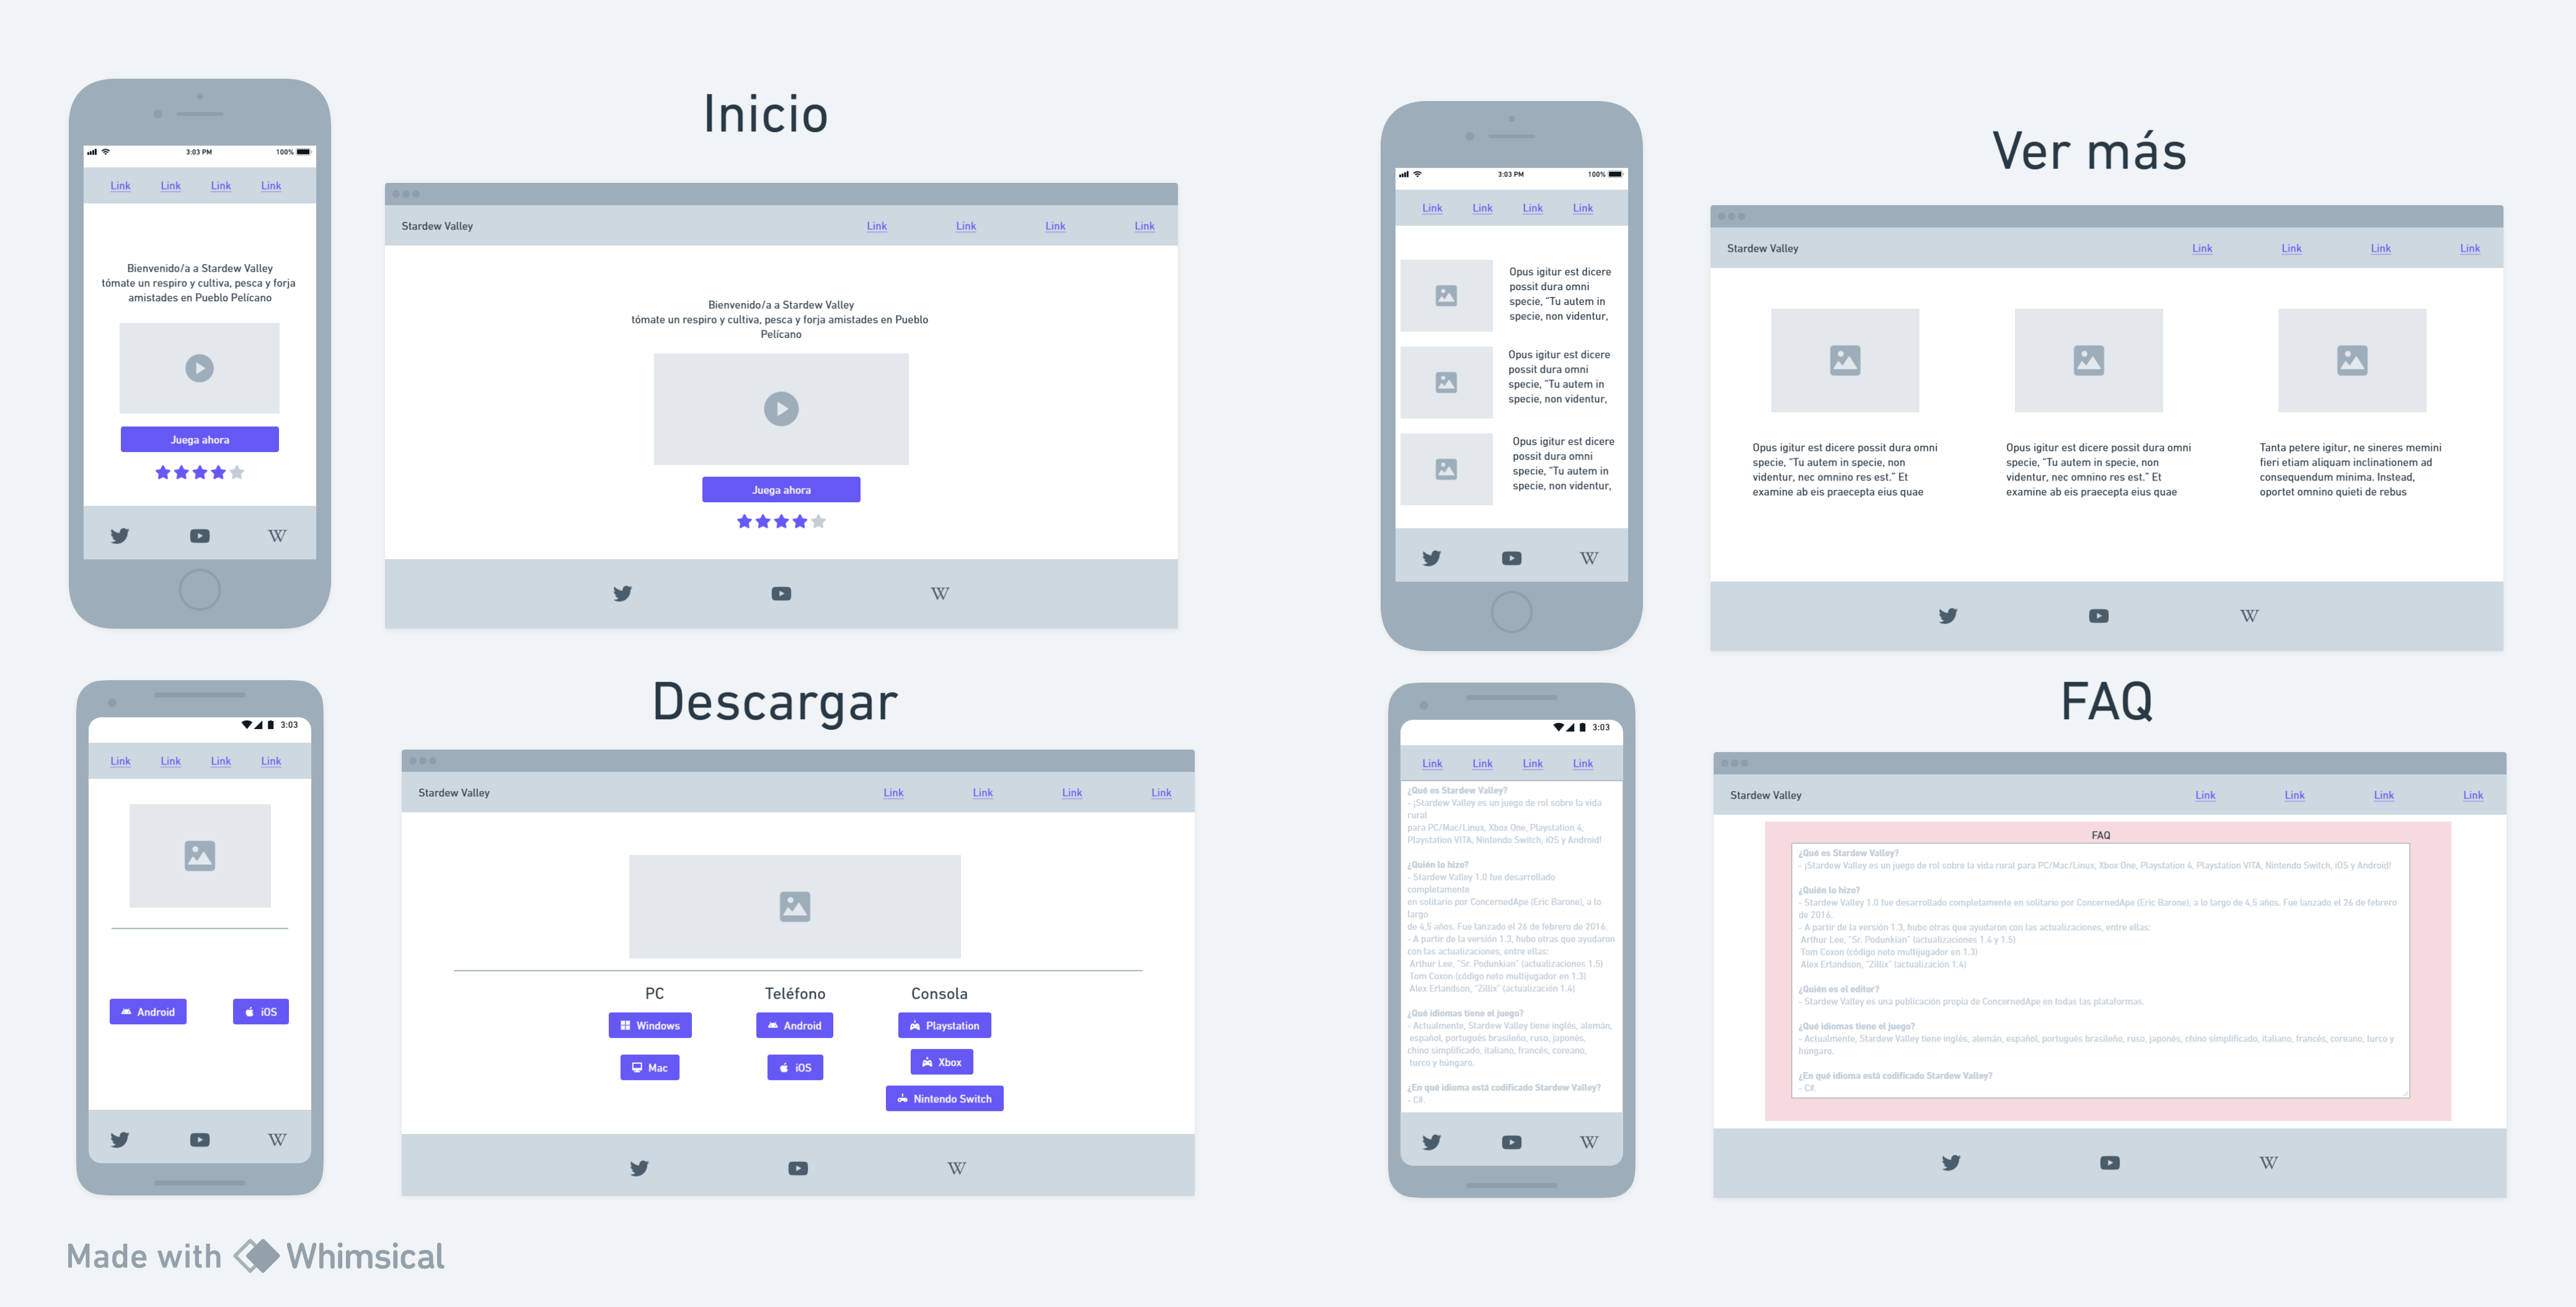 Inicio
3:03 PM
100%
Link Link Link Link
Bienvenido/a a Stardew Valley
tómate un respiro y cultiva, pesca y forja
amistades en Pueblo Pelícano
Juega ahora
W
Stardew Valley
Link Link Link Link
Bienvenido/a a Stardew Valley
tómate un respiro y cultiva, pesca y forja amistades en Pueblo
Pelícano
Juega ahora
W
Ver más
3:03 PM
100%
Link Link Link Link
Opus igitur est dicere
possit dura omni
specie, “Tu autem in
specie, non videntur,
Opus igitur est dicere
possit dura omni
specie, “Tu autem in
specie, non videntur,
Opus igitur est dicere
possit dura omni
specie, “Tu autem in
specie, non videntur,
W
Stardew Valley
Link Link Link Link
Opus igitur est dicere possit dura omni
specie, “Tu autem in specie, non
videntur, nec omnino res est.” Et
examine ab eis praecepta eius quae
Opus igitur est dicere possit dura omni
specie, “Tu autem in specie, non
videntur, nec omnino res est.” Et
examine ab eis praecepta eius quae
Tanta petere igitur, ne sineres memini
fieri etiam aliquam inclinationem ad
consequendum minima. Instead,
oportet omnino quieti de rebus
W
Descargar
3:03
Link Link Link Link
Android
iOS
W
Stardew Valley
Link Link Link Link
PC
Windows
Mac
Teléfono
Android
iOS
Consola
Playstation
Xbox
Nintendo Switch
W
FAQ
3:03
Link Link Link Link
¿Qué es Stardew Valley?
- ¡Stardew Valley es un juego de rol sobre la vida
rural
para PC/Mac/Linux, Xbox One, Playstation 4,
Playstation VITA, Nintendo Switch, iOS y Android!
¿Quién lo hizo?
- Stardew Valley 1.0 fue desarrollado
completamente
en solitario por ConcernedApe (Eric Barone), a lo
largo
de 4,5 años. Fue lanzado el 26 de febrero de 2016.
- A partir de la versión 1.3, hubo otras que ayudaron
con las actualizaciones, entre ellas:
Arthur Lee, “Sr. Podunkian” (actualizaciones 1.5)
Tom Coxon (código neto multijugador en 1.3)
Alex Erlandson, “Zillix” (actualización 1.4)
¿Qué idiomas tiene el juego?
- Actualmente, Stardew Valley tiene inglés, alemán,
español, portugués brasileño, ruso, japonés,
chino simplificado, italiano, francés, coreano,
turco y húngaro.
¿En qué idioma está codificado Stardew Valley?
- C#.
W
Stardew Valley
Link Link Link Link
FAQ
¿Qué es Stardew Valley?
- ¡Stardew Valley es un juego de rol sobre la vida rural para PC/Mac/Linux, Xbox One, Playstation 4, Playstation VITA, Nintendo Switch, iOS y Android!
¿Quién lo hizo?
- Stardew Valley 1.0 fue desarrollado completamente en solitario por ConcernedApe (Eric Barone), a lo largo de 4,5 años. Fue lanzado el 26 de febrero
de 2016.
- A partir de la versión 1.3, hubo otras que ayudaron con las actualizaciones, entre ellas:
Arthur Lee, “Sr. Podunkian” (actualizaciones 1.4 y 1.5)
Tom Coxon (código neto multijugador en 1.3)
Alex Erlandson, “Zillix” (actualización 1.4)
¿Quién es el editor?
- Stardew Valley es una publicación propia de ConcernedApe en todas las plataformas.
¿Qué idiomas tiene el juego?
- Actualmente, Stardew Valley tiene inglés, alemán, español, portugués brasileño, ruso, japonés, chino simplificado, italiano, francés, coreano, turco y
húngaro.
¿En qué idioma está codificado Stardew Valley?
- C#.
W
Made with Whimsical